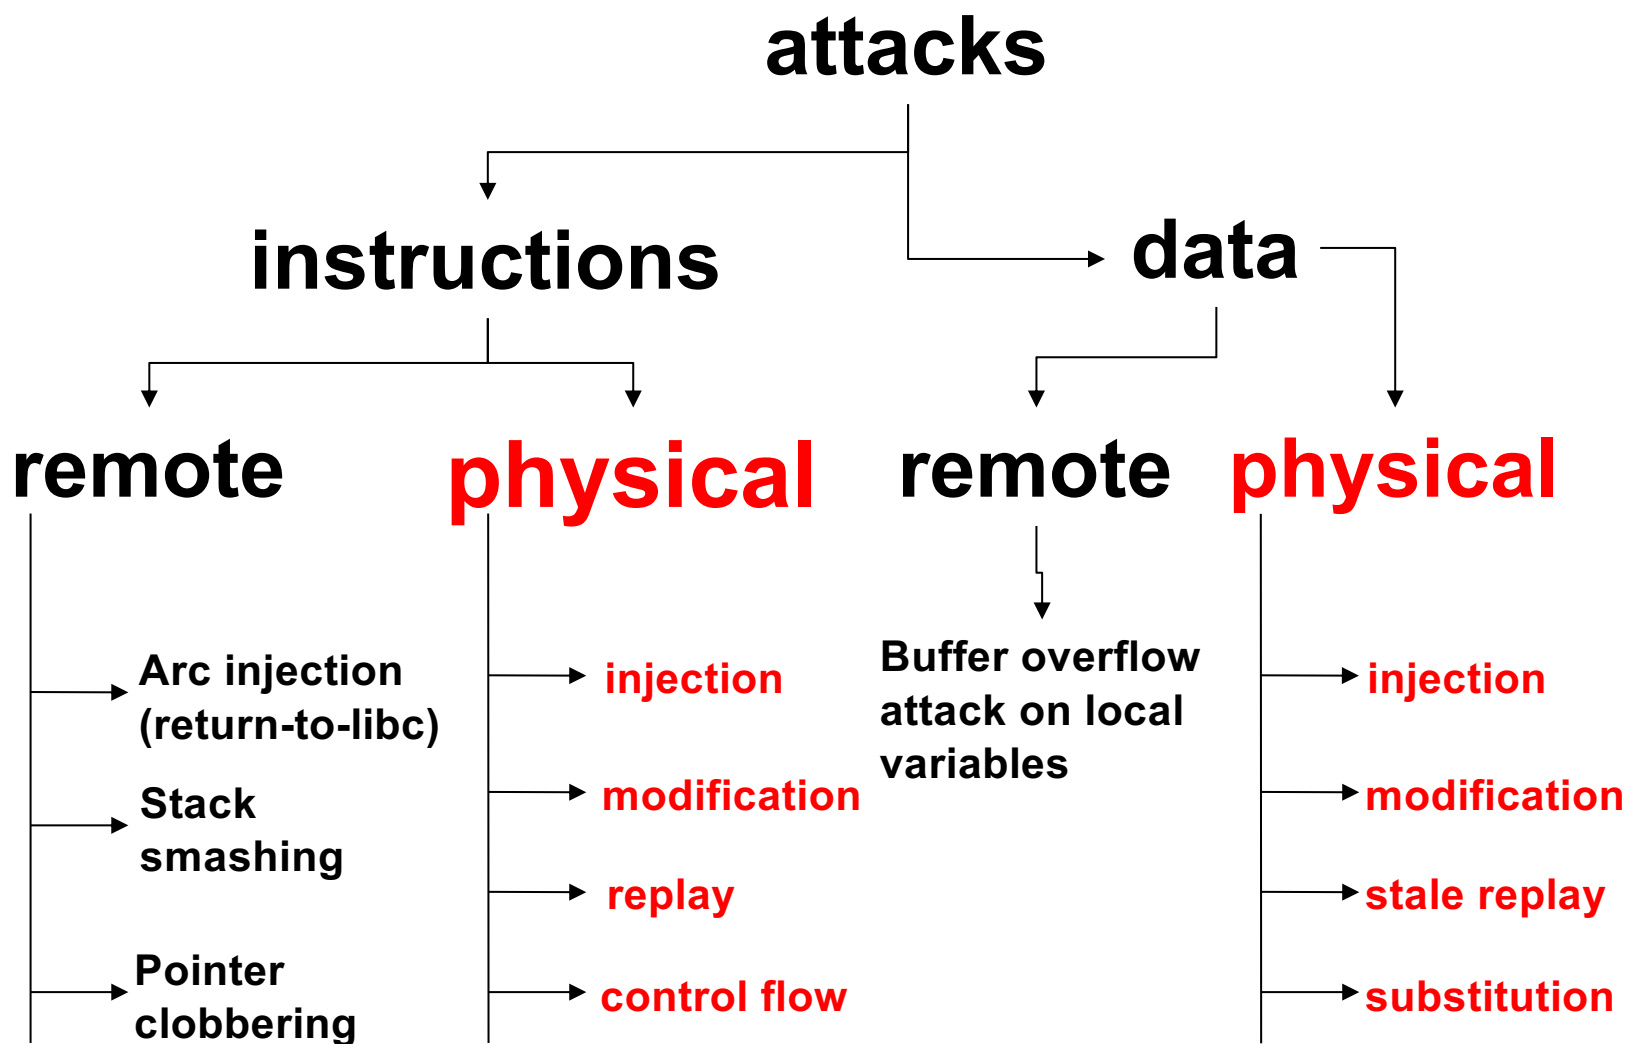 attacks
instructions
data
remote
physical
remote
physical
Arc injection
(return-to-libc)
Stack
smashing
Pointer
clobbering
injection
modification
replay
control flow
Buffer overflow
attack on local
variables
injection
modification
stale replay
substitution